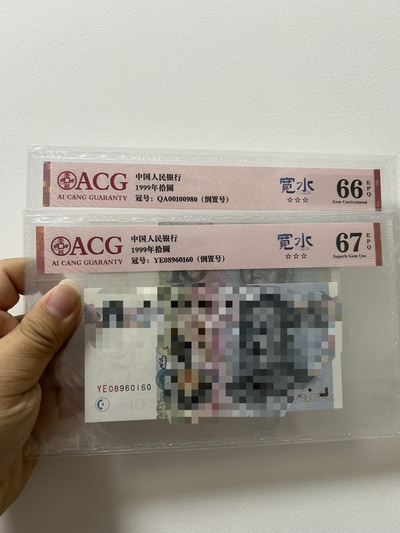 ACG
AI CANG GUARANTY
中国人民银行
1999年拾圓
冠号：QA00100980（倒置号）
宽水
☆☆☆
66
EPQ
Gem Uncirculated
ACG
AI CANG GUARANTY
中国人民银行
1999年拾圓
冠号：YE08960160（倒置号）
宽水
☆☆☆
67
EPQ
Superb Gem Unc
YE08960160